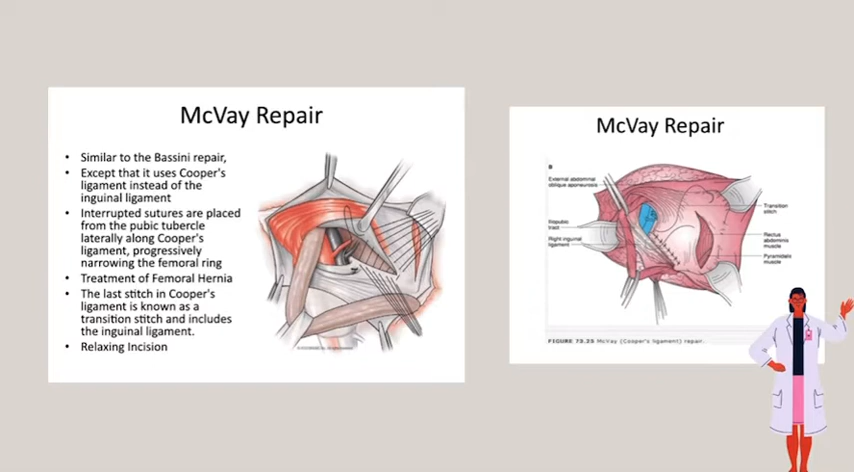 McVay Repair
• Similar to the Bassini repair,
• Except that it uses Cooper's
ligament instead of the
inguinal ligament
• Interrupted sutures are placed
from the pubic tubercle
laterally along Cooper's
ligament, progressively
narrowing the femoral ring
• Treatment of Femoral Hernia
• The last stitch in Cooper's
ligament is known as a
transition stitch and includes
the inguinal ligament.
• Relaxing Incision
McVay Repair
B
External abdominal
oblique aponeurosis
Iliopubic
tract
Right inguinal
ligament
Transition
stitch
Rectus
abdominis
muscle
Pyramidalis
muscle
FIGURE 73.23 McVay (Cooper's ligament) repair.